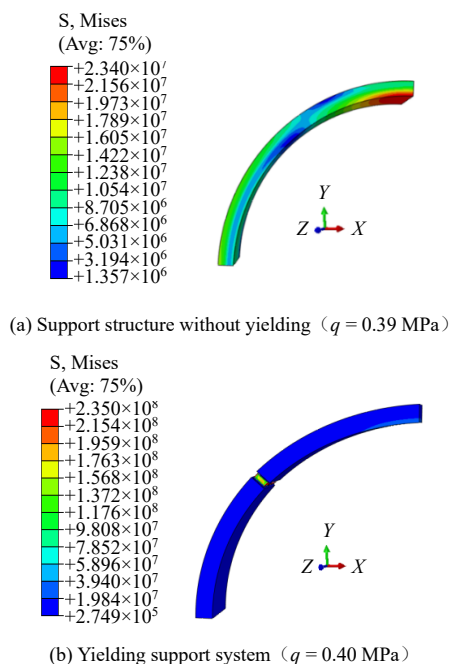 S, Mises
(Avg: 75%)
+2.340×10⁷
+2.156×10⁷
+1.973×10⁷
+1.789×10⁷
+1.605×10⁷
+1.422×10⁷
+1.238×10⁷
+1.054×10⁷
+8.705×10⁶
+6.868×10⁶
+5.031×10⁶
+3.194×10⁶
+1.357×10⁶
Y
Z X
(a) Support structure without yielding（q = 0.39 MPa）
S, Mises
(Avg: 75%)
+2.350×10⁸
+2.154×10⁸
+1.959×10⁸
+1.763×10⁸
+1.568×10⁸
+1.372×10⁸
+1.176×10⁸
+9.808×10⁷
+7.852×10⁷
+5.896×10⁷
+3.940×10⁷
+1.984×10⁷
+2.749×10⁵
Y
Z X
(b) Yielding support system（q = 0.40 MPa）